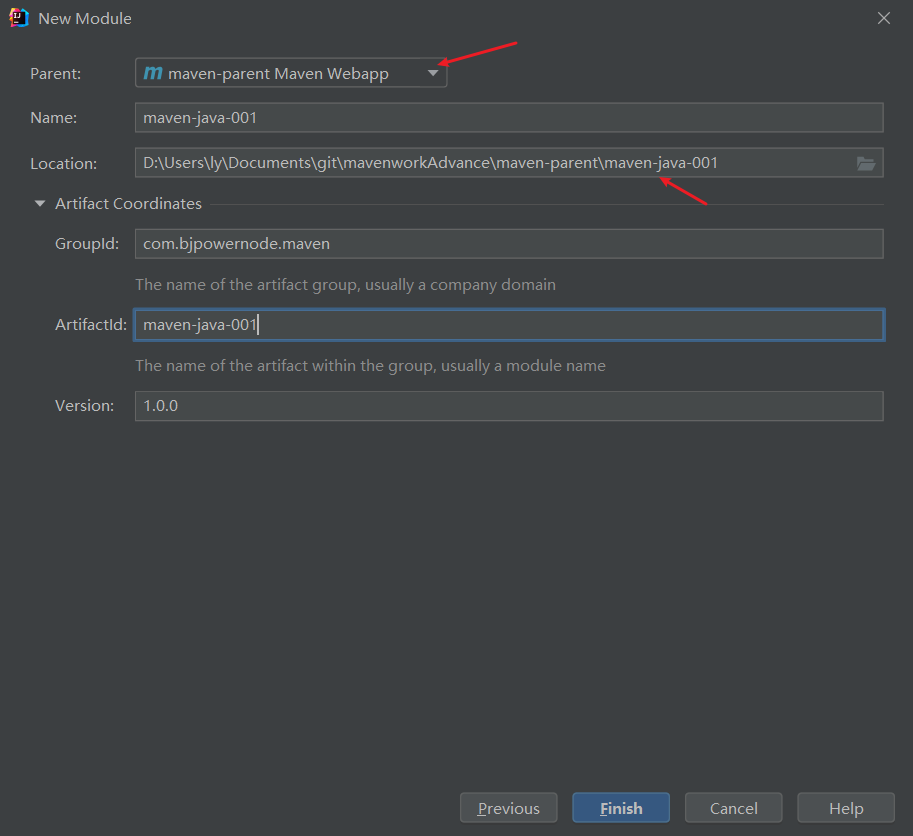 New Module
Parent: maven-parent Maven Webapp
Name: maven-java-001
Location: D:\Users\ly\Documents\git\mavenworkAdvance\maven-parent\maven-java-001
Artifact Coordinates
GroupId: com.bjpowernode.maven
The name of the artifact group, usually a company domain
ArtifactId: maven-java-001
The name of the artifact within the group, usually a module name
Version: 1.0.0
Previous Finish Cancel Help